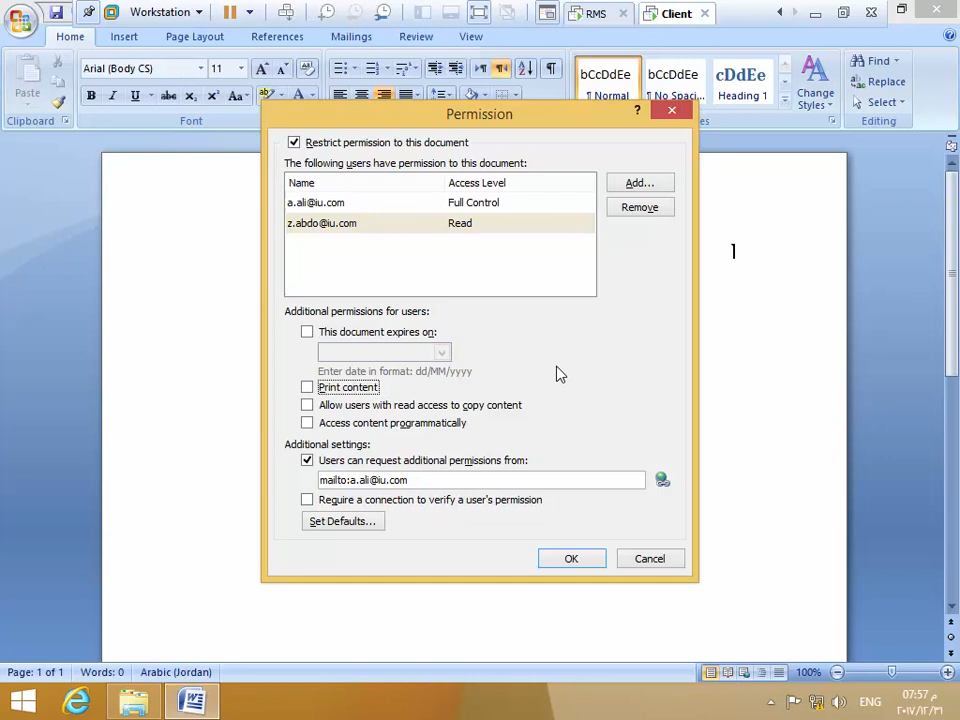 Workstation
RMS
Client
Home
Insert
Page Layout
References
Mailings
Review
View
Paste
Clipboard
Arial (Body CS)
11
Font
bCcDdEe
¶ Normal
bCcDdEe
¶ No Spaci...
cDdEe
Heading 1
Change
Styles
Find
Replace
Select
Editing
Permission
Restrict permission to this document
The following users have permission to this document:
Name Access Level
a.ali@iu.com Full Control
z.abdo@iu.com Read
Add...
Remove
Additional permissions for users:
This document expires on:
Enter date in format: dd/MM/yyyy
Print content
Allow users with read access to copy content
Access content programmatically
Additional settings:
Users can request additional permissions from:
mailto:a.ali@iu.com
Require a connection to verify a user's permission
Set Defaults...
OK
Cancel
Page: 1 of 1
Words: 0
Arabic (Jordan)
100%
ENG
07:57 م
٢٠١٧/١٢/٣١